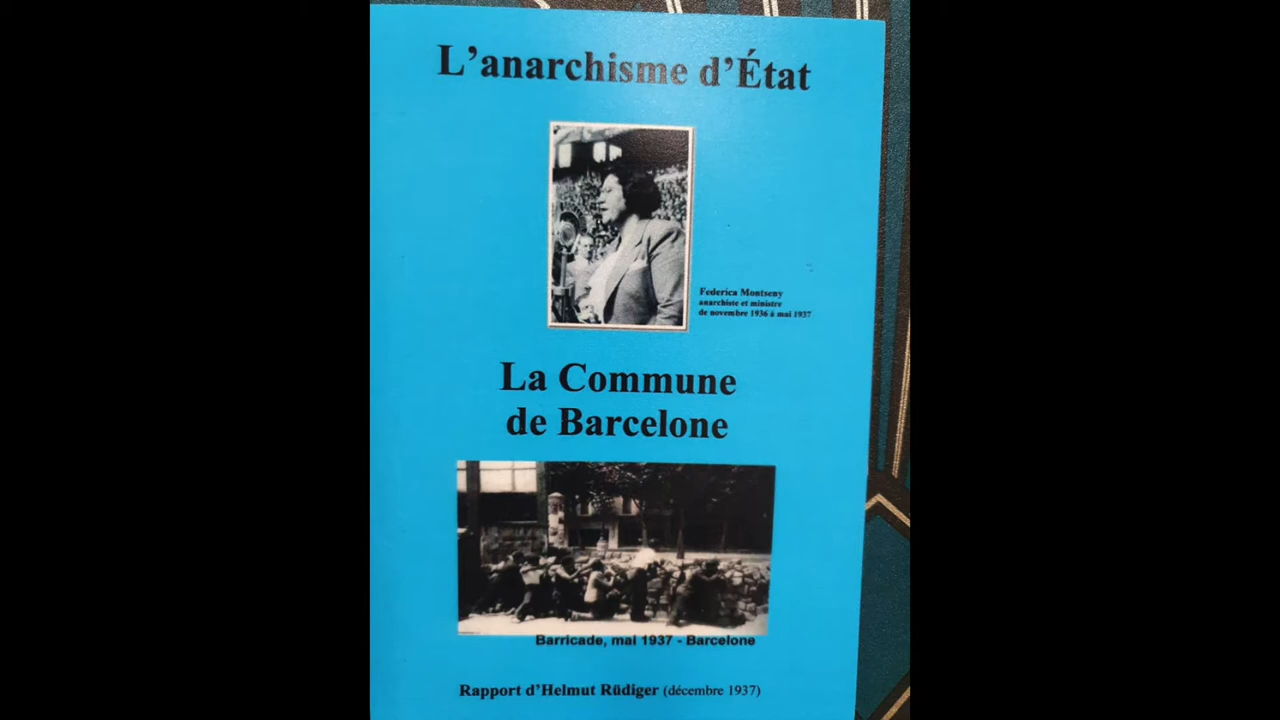 L'anarchisme d'État
Federica Montseny
anarchiste et ministre
de novembre 1936 à mai 1937
La Commune
de Barcelone
Barricade, mai 1937 - Barcelone
Rapport d'Helmut Rüdiger (décembre 1937)